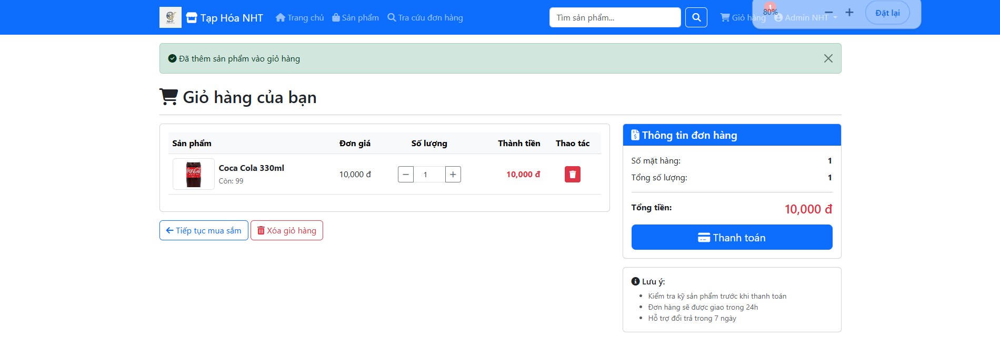 NHT
Tạp Hóa NHT
Trang chủ
Sản phẩm
Tra cứu đơn hàng
Tìm sản phẩm...
Giỏ hàng
1
Admin NHT
80%
Đặt lại
Đã thêm sản phẩm vào giỏ hàng
Giỏ hàng của bạn
Sản phẩm Đơn giá Số lượng Thành tiền Thao tác
Coca Cola 330ml
Còn: 99
10,000 đ
1
10,000 đ
Tiếp tục mua sắm
Xóa giỏ hàng
Thông tin đơn hàng
Số mặt hàng: 1
Tổng số lượng: 1
Tổng tiền: 10,000 đ
Thanh toán
Lưu ý:
Kiểm tra kỹ sản phẩm trước khi thanh toán
Đơn hàng sẽ được giao trong 24h
Hỗ trợ đổi trả trong 7 ngày